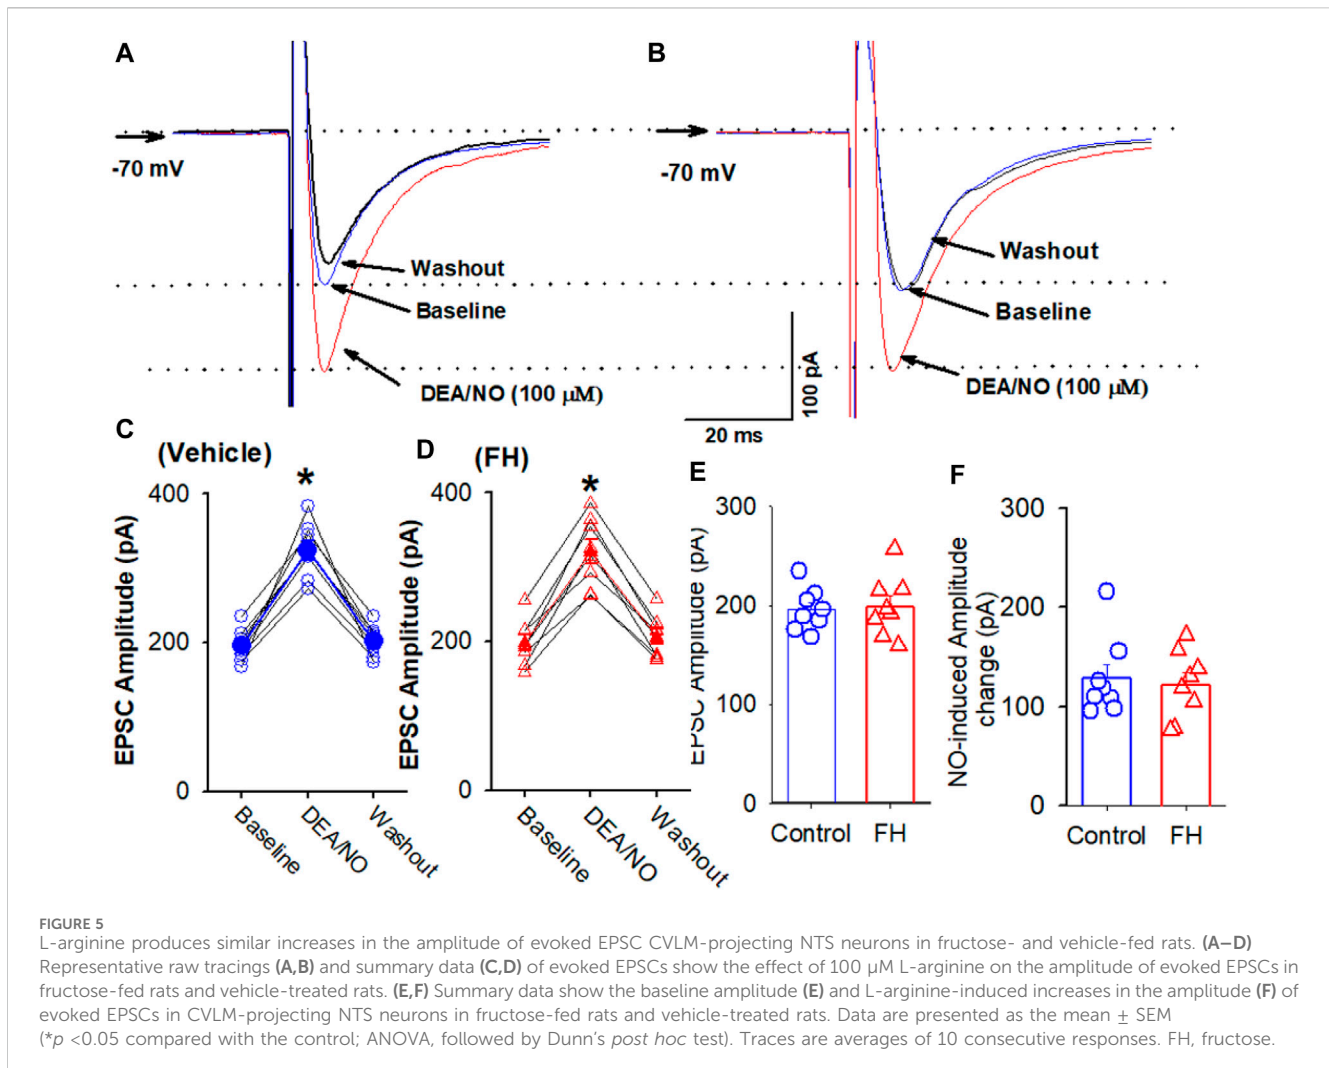 A
B
-70 mV
-70 mV
Washout
Baseline
DEA/NO (100 µM)
Washout
Baseline
DEA/NO (100 µM)
100 pA
20 ms
C
(Vehicle)
*
EPSC Amplitude (pA)
400
200
0
Baseline
DEA/NO
Washout
D
(FH)
*
EPSC Amplitude (pA)
400
200
0
Baseline
DEA/NO
Washout
E
EPSC Amplitude (pA)
300
200
100
0
Control
FH
F
NO-induced Amplitude
change (pA)
300
200
100
0
Control
FH
FIGURE 5
L-arginine produces similar increases in the amplitude of evoked EPSC CVLM-projecting NTS neurons in fructose- and vehicle-fed rats. (A–D)
Representative raw tracings (A,B) and summary data (C,D) of evoked EPSCs show the effect of 100 µM L-arginine on the amplitude of evoked EPSCs in
fructose-fed rats and vehicle-treated rats. (E,F) Summary data show the baseline amplitude (E) and L-arginine-induced increases in the amplitude (F) of
evoked EPSCs in CVLM-projecting NTS neurons in fructose-fed rats and vehicle-treated rats. Data are presented as the mean ± SEM
(*p <0.05 compared with the control; ANOVA, followed by Dunn's post hoc test). Traces are averages of 10 consecutive responses. FH, fructose.